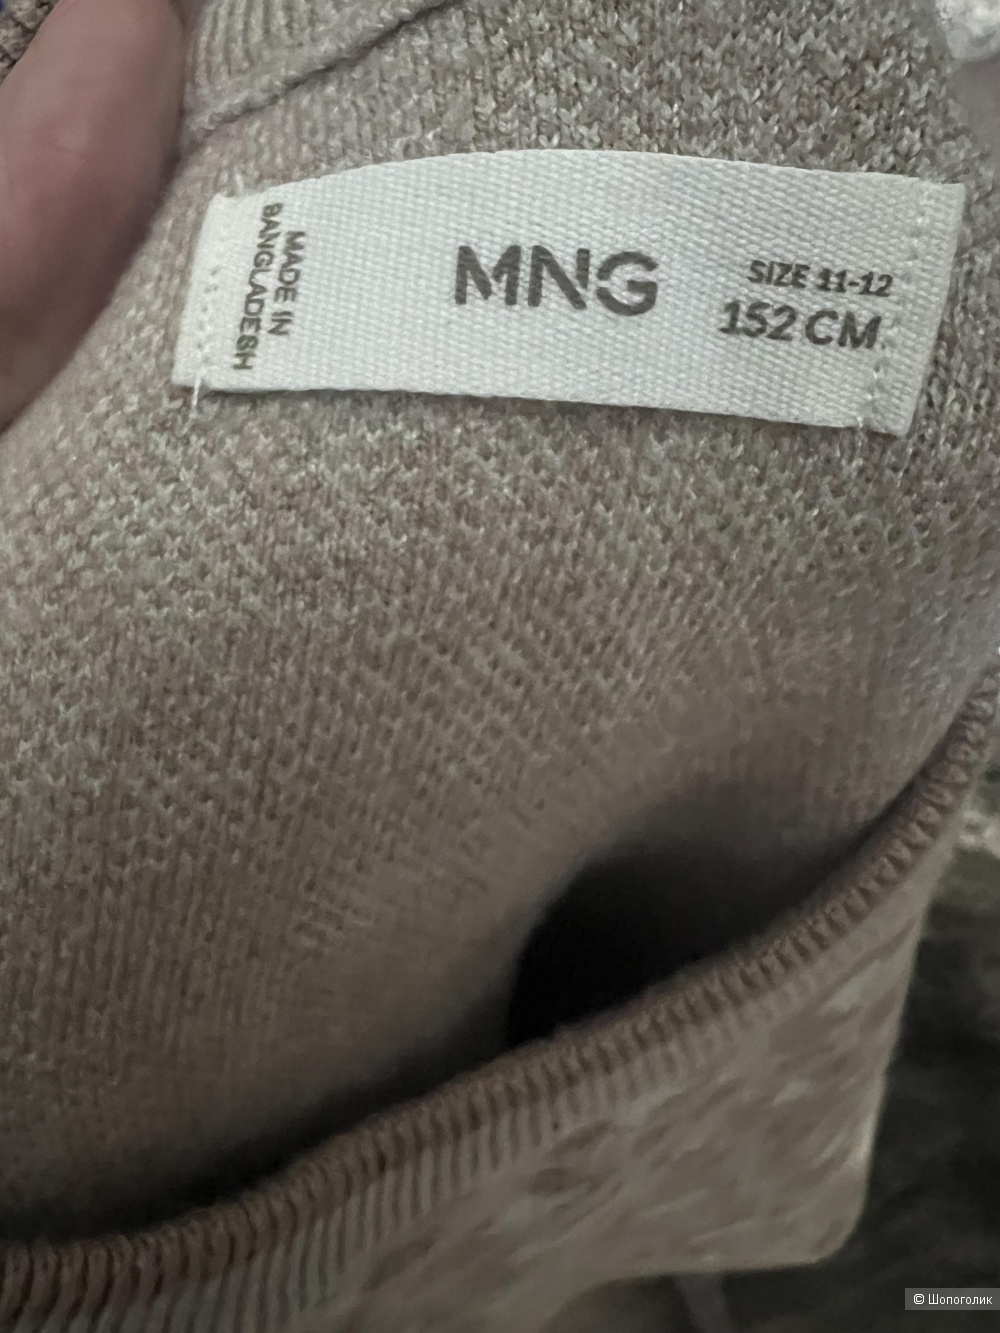 MADE IN
BANGLADESH
MNG
SIZE 11-12
152 CM
© Шопоголик